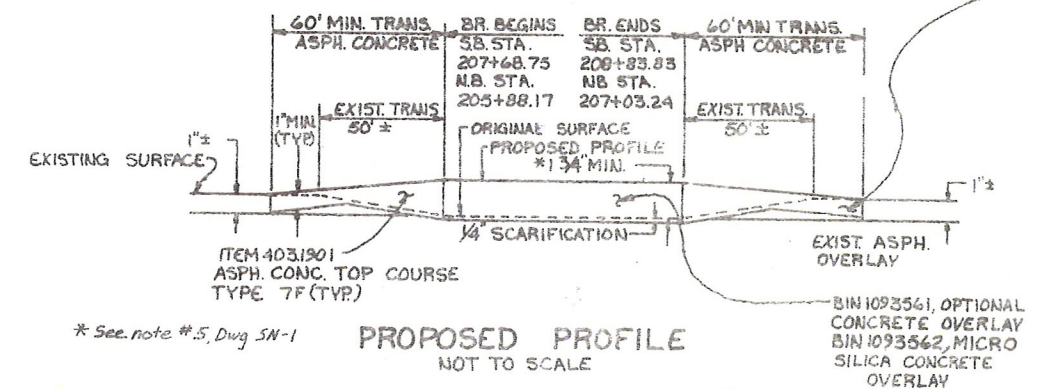 60' MIN. TRANS.
ASPH. CONCRETE
BR. BEGINS
S.B. STA.
207+68.75
N.B. STA.
205+88.17
BR. ENDS
S.B. STA.
208+83.83
NB STA.
207+03.24
60' MIN TRANS.
ASPH CONCRETE
1" MIN.
(TYP)
EXIST. TRANS.
50' ±
ORIGINAL SURFACE
PROPOSED PROFILE
*1 3/4" MIN.
EXIST. TRANS.
50' ±
1"±
EXISTING SURFACE
1"±
1/4" SCARIFICATION
ITEM 403.1901
ASPH. CONC. TOP COURSE
TYPE 7F (TYP.)
EXIST. ASPH.
OVERLAY
BIN 1093561, OPTIONAL
CONCRETE OVERLAY
BIN 1093562, MICRO
SILICA CONCRETE
OVERLAY
* See note #5, Dwg SN-1
PROPOSED PROFILE
NOT TO SCALE